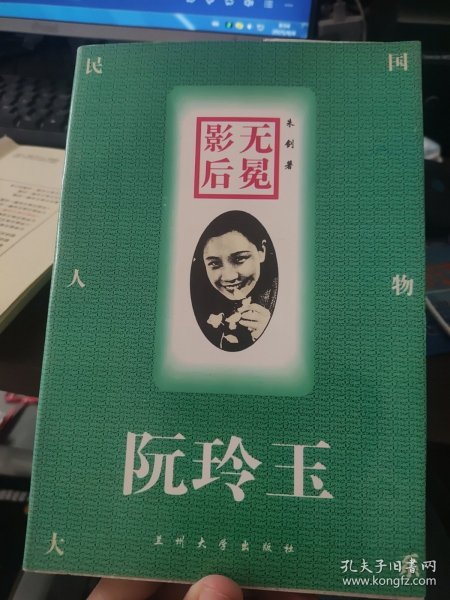 民国
人物
大系
无冕
影后
朱剑著
阮玲玉
兰州大学出版社
孔夫子旧书网
www.kongfz.com